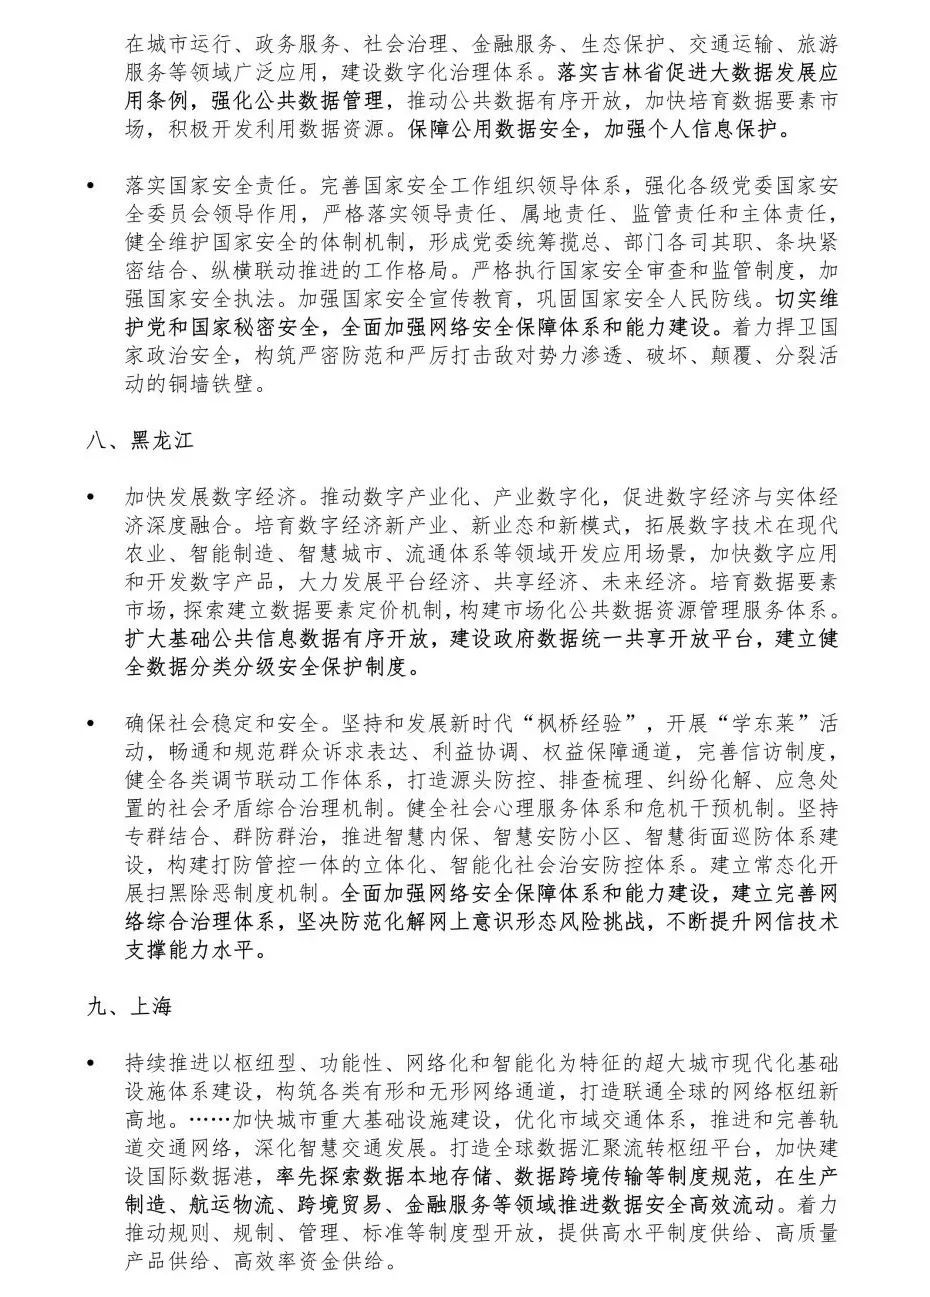 在城市运行、政务服务、社会治理、金融服务、生态保护、交通运输、旅游
服务等领域广泛应用，建设数字化治理体系。落实吉林省促进大数据发展应
用条例，强化公共数据管理，推动公共数据有序开放，加快培育数据要素市
场，积极开发利用数据资源。保障公用数据安全，加强个人信息保护。
• 落实国家安全责任。完善国家安全工作组织领导体系，强化各级党委国家安
全委员会领导作用，严格落实领导责任、属地责任、监管责任和主体责任，
健全维护国家安全的体制机制，形成党委统筹揽总、部门各司其职、条块紧
密结合、纵横联动推进的工作格局。严格执行国家安全审查和监管制度，加
强国家安全执法。加强国家安全宣传教育，巩固国家安全人民防线。切实维
护党和国家秘密安全，全面加强网络安全保障体系和能力建设。着力捍卫国
家政治安全，构筑严密防范和严厉打击敌对势力渗透、破坏、颠覆、分裂活
动的铜墙铁壁。
八、黑龙江
• 加快发展数字经济。推动数字产业化、产业数字化，促进数字经济与实体经
济深度融合。培育数字经济新产业、新业态和新模式，拓展数字技术在现代
农业、智能制造、智慧城市、流通体系等领域开发应用场景，加快数字应用
和开发数字产品，大力发展平台经济、共享经济、未来经济。培育数据要素
市场，探索建立数据要素定价机制，构建市场化公共数据资源管理服务体系。
扩大基础公共信息数据有序开放，建设政府数据统一共享开放平台，建立健
全数据分类分级安全保护制度。
• 确保社会稳定和安全。坚持和发展新时代“枫桥经验”，开展“学东莱”活
动，畅通和规范群众诉求表达、利益协调、权益保障通道，完善信访制度，
健全各类调节联动工作体系，打造源头防控、排查梳理、纠纷化解、应急处
置的社会矛盾综合治理机制。健全社会心理服务体系和危机干预机制。坚持
专群结合、群防群治，推进智慧内保、智慧安防小区、智慧街面巡防体系建
设，构建打防管控一体的立体化、智能化社会治安防控体系。建立常态化开
展扫黑除恶制度机制。全面加强网络安全保障体系和能力建设，建立完善网
络综合治理体系，坚决防范化解网上意识形态风险挑战，不断提升网信技术
支撑能力水平。
九、上海
• 持续推进以枢纽型、功能性、网络化和智能化为特征的超大城市现代化基础
设施体系建设，构筑各类有形和无形网络通道，打造联通全球的网络枢纽新
高地。……加快城市重大基础设施建设，优化市域交通体系，推进和完善轨
道交通网络，深化智慧交通发展。打造全球数据汇聚流转枢纽平台，加快建
设国际数据港，率先探索数据本地存储、数据跨境传输等制度规范，在生产
制造、航运物流、跨境贸易、金融服务等领域推进数据安全高效流动。着力
推动规则、规制、管理、标准等制度型开放，提供高水平制度供给、高质量
产品供给、高效率资金供给。